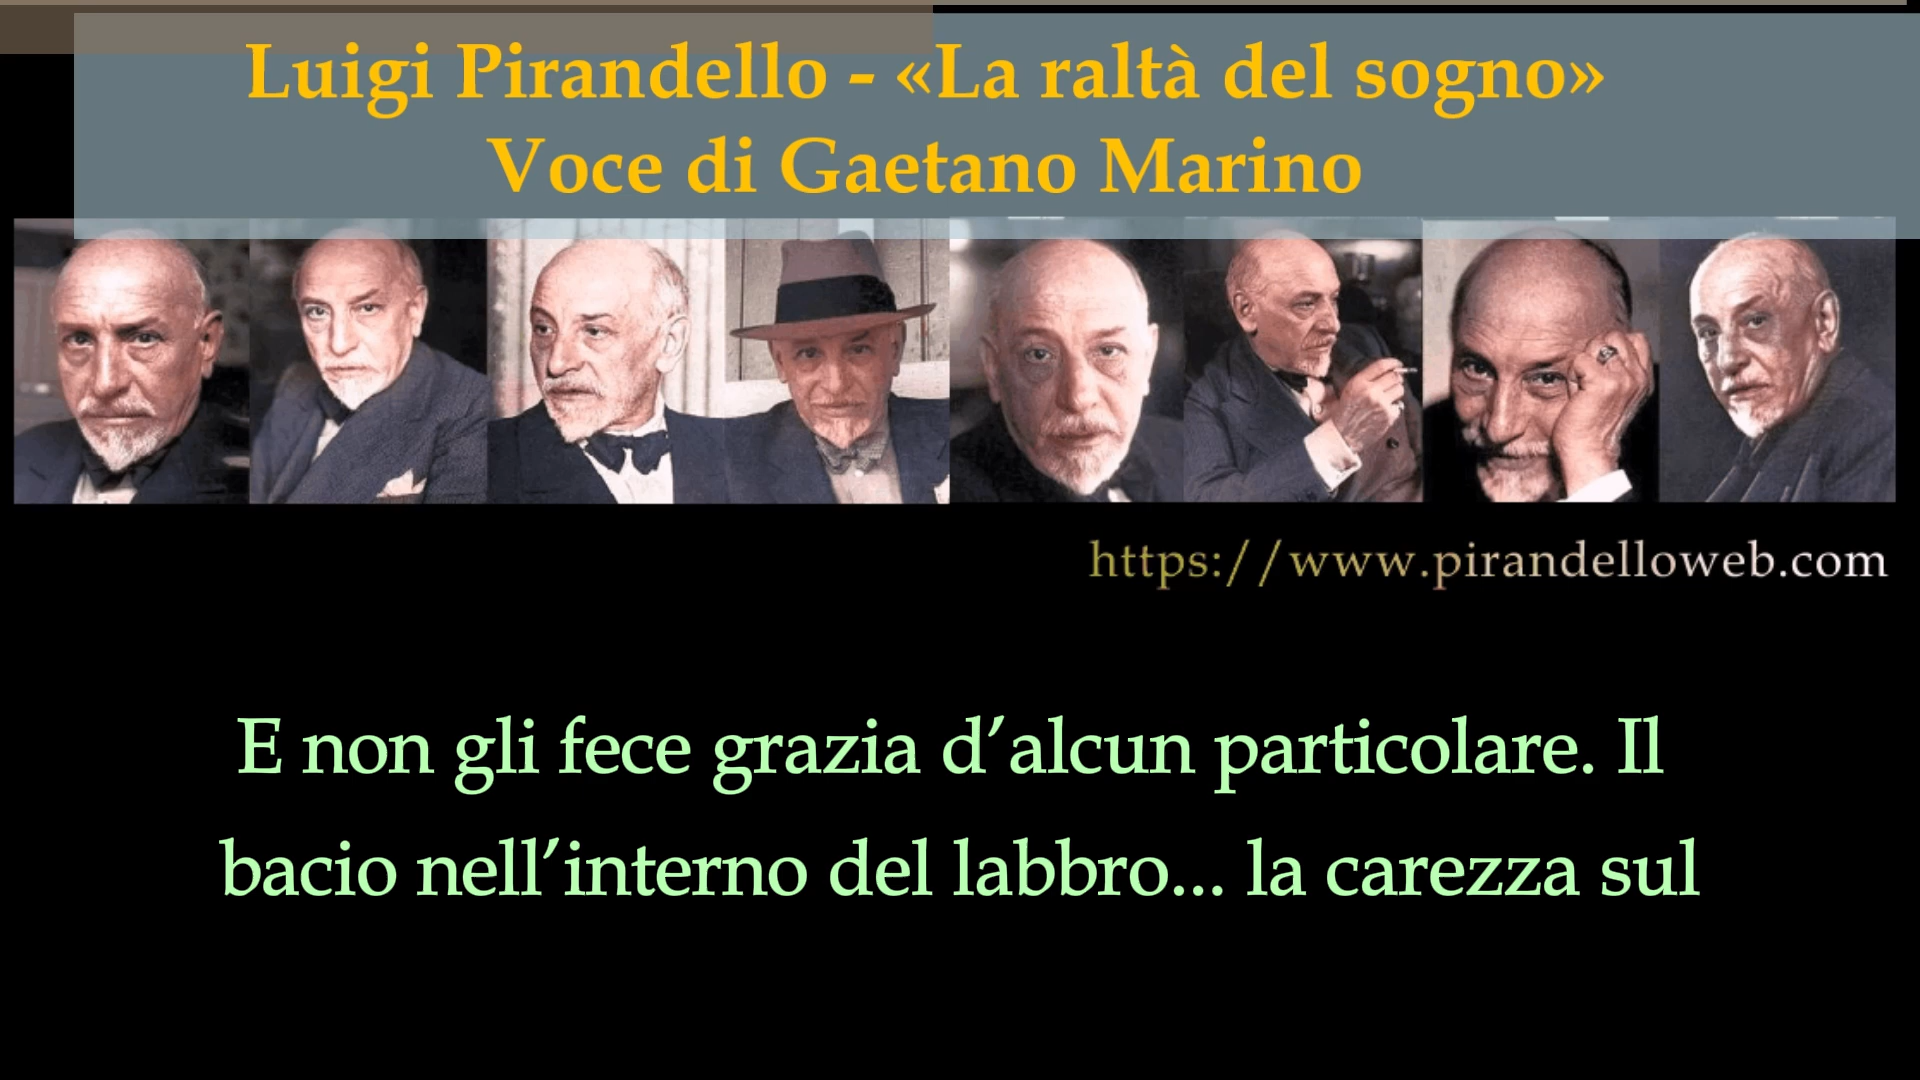 Luigi Pirandello - «La raltà del sogno»
Voce di Gaetano Marino
https://www.pirandelloweb.com
E non gli fece grazia d’alcun particolare. Il
bacio nell’interno del labbro... la carezza sul